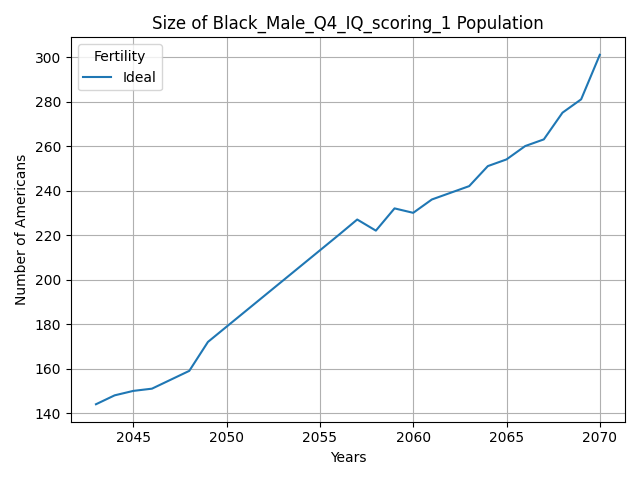 Size of Black_Male_Q4_IQ_scoring_1 Population
Fertility
Ideal
Number of Americans
300
280
260
240
220
200
180
160
140
2045 2050 2055 2060 2065 2070
Years